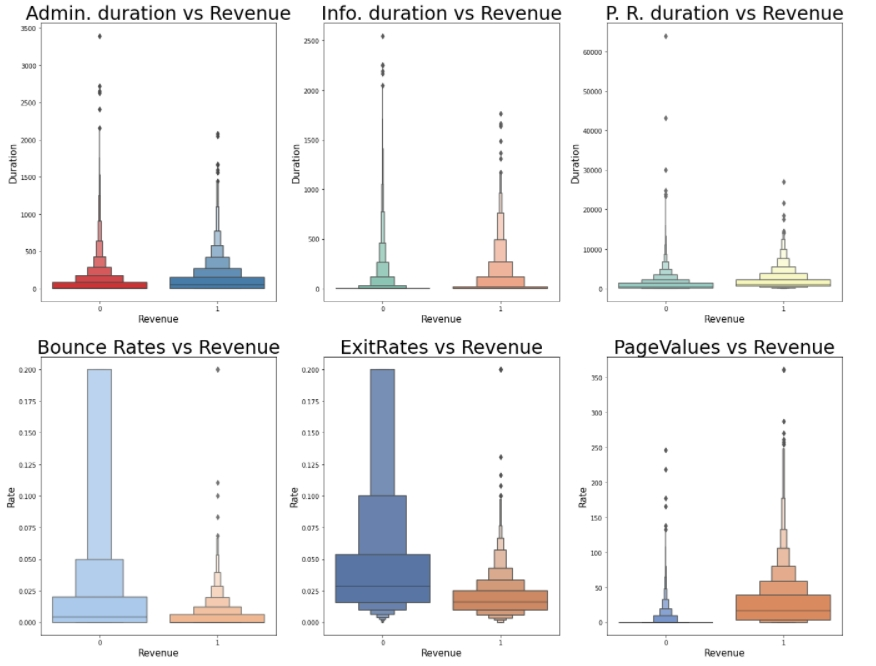 Admin. duration vs Revenue
Info. duration vs Revenue
P. R. duration vs Revenue
3500
3000
2500
2000
1500
1000
500
0
Duration
0 1
Revenue
2500
2000
1500
1000
500
0
Duration
0 1
Revenue
60000
50000
40000
30000
20000
10000
0
Duration
0 1
Revenue
Bounce Rates vs Revenue
ExitRates vs Revenue
PageValues vs Revenue
0.200
0.175
0.150
0.125
0.100
0.075
0.050
0.025
0.000
Rate
0 1
Revenue
0.200
0.175
0.150
0.125
0.100
0.075
0.050
0.025
0.000
Rate
0 1
Revenue
350
300
250
200
150
100
50
0
Rate
0 1
Revenue